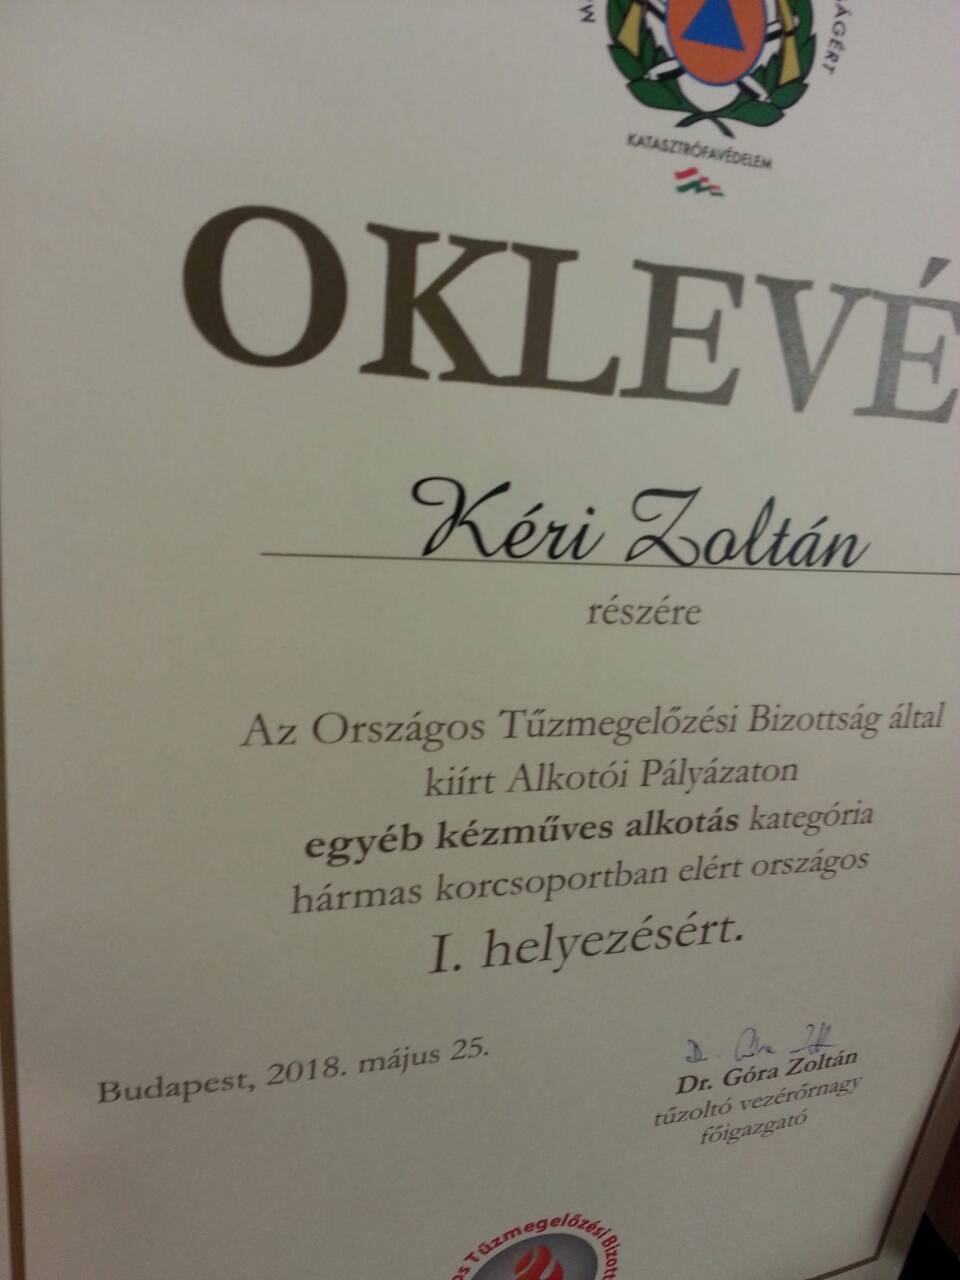 KATASZTRÓFAVÉDELEM
OKLEVÉ
Kéri Zoltán
részére
Az Országos Tűzmegelőzési Bizottság által
kiírt Alkotói Pályázaton
egyéb kézműves alkotás kategória
hármas korcsoportban elért országos
I. helyezésért.
Budapest, 2018. május 25.
Dr. Góra Zoltán
tűzoltó vezérőrnagy
főigazgató
Tűzmegelőzési